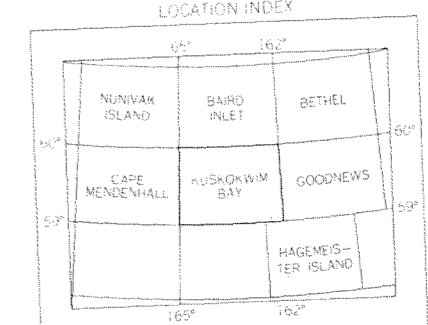 LOCATION INDEX
165° 162°
NUNIVAK
ISLAND
BAIRD
INLET
BETHEL
60° 60°
CAPE
MENDENHALL
KUSKOKWIM
BAY
GOODNEWS
59° 59°
HAGEMEIS-
TER ISLAND
165° 162°